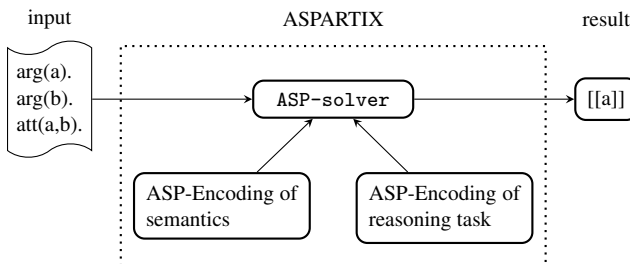 input
ASPARTIX
result
arg(a).
arg(b).
att(a,b).
ASP-solver
[[a]]
ASP-Encoding of
semantics
ASP-Encoding of
reasoning task